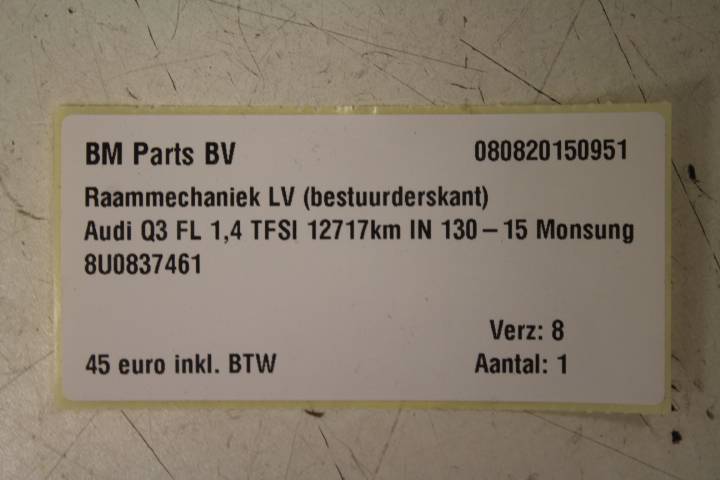 BM Parts BV 080820150951
Raammechaniek LV (bestuurderskant)
Audi Q3 FL 1,4 TFSI 12717km IN 130-15 Monsung
8U0837461
Verz: 8
45 euro inkl. BTW Aantal: 1